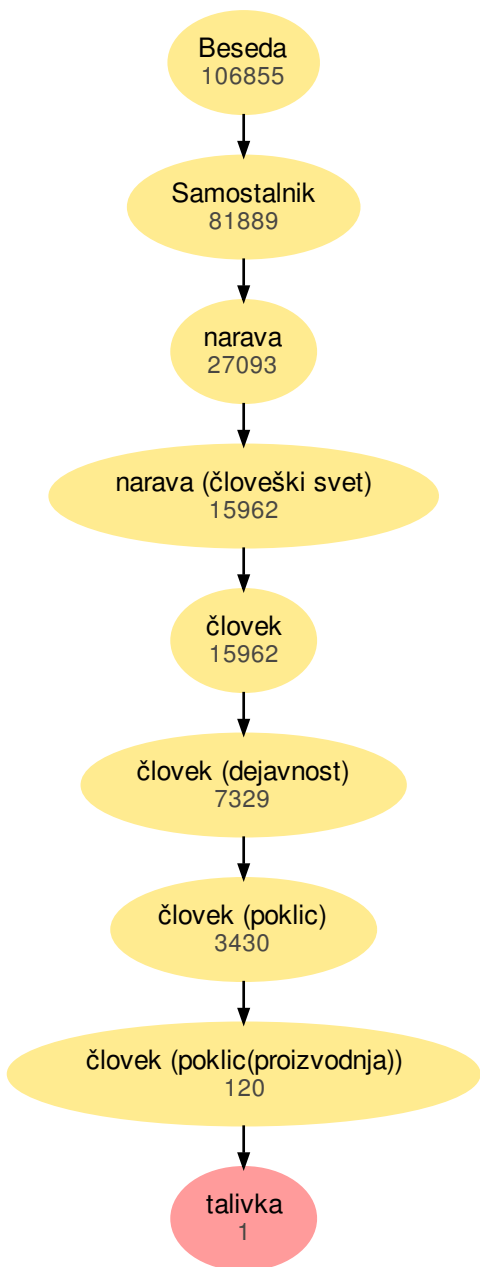 Beseda
106855
Samostalnik
81889
narava
27093
narava (človeški svet)
15962
človek
15962
človek (dejavnost)
7329
človek (poklic)
3430
človek (poklic(proizvodnja))
120
talivka
1